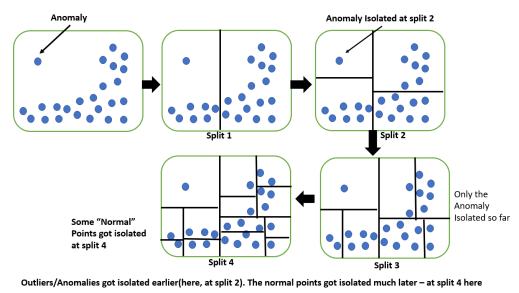 Anomaly
Anomaly Isolated at split 2
Split 1
Split 2
Only the
Anomaly
Isolated so far
Some “Normal”
Points got isolated
at split 4
Split 4
Split 3
Outliers/Anomalies got isolated earlier(here, at split 2). The normal points got isolated much later – at split 4 here